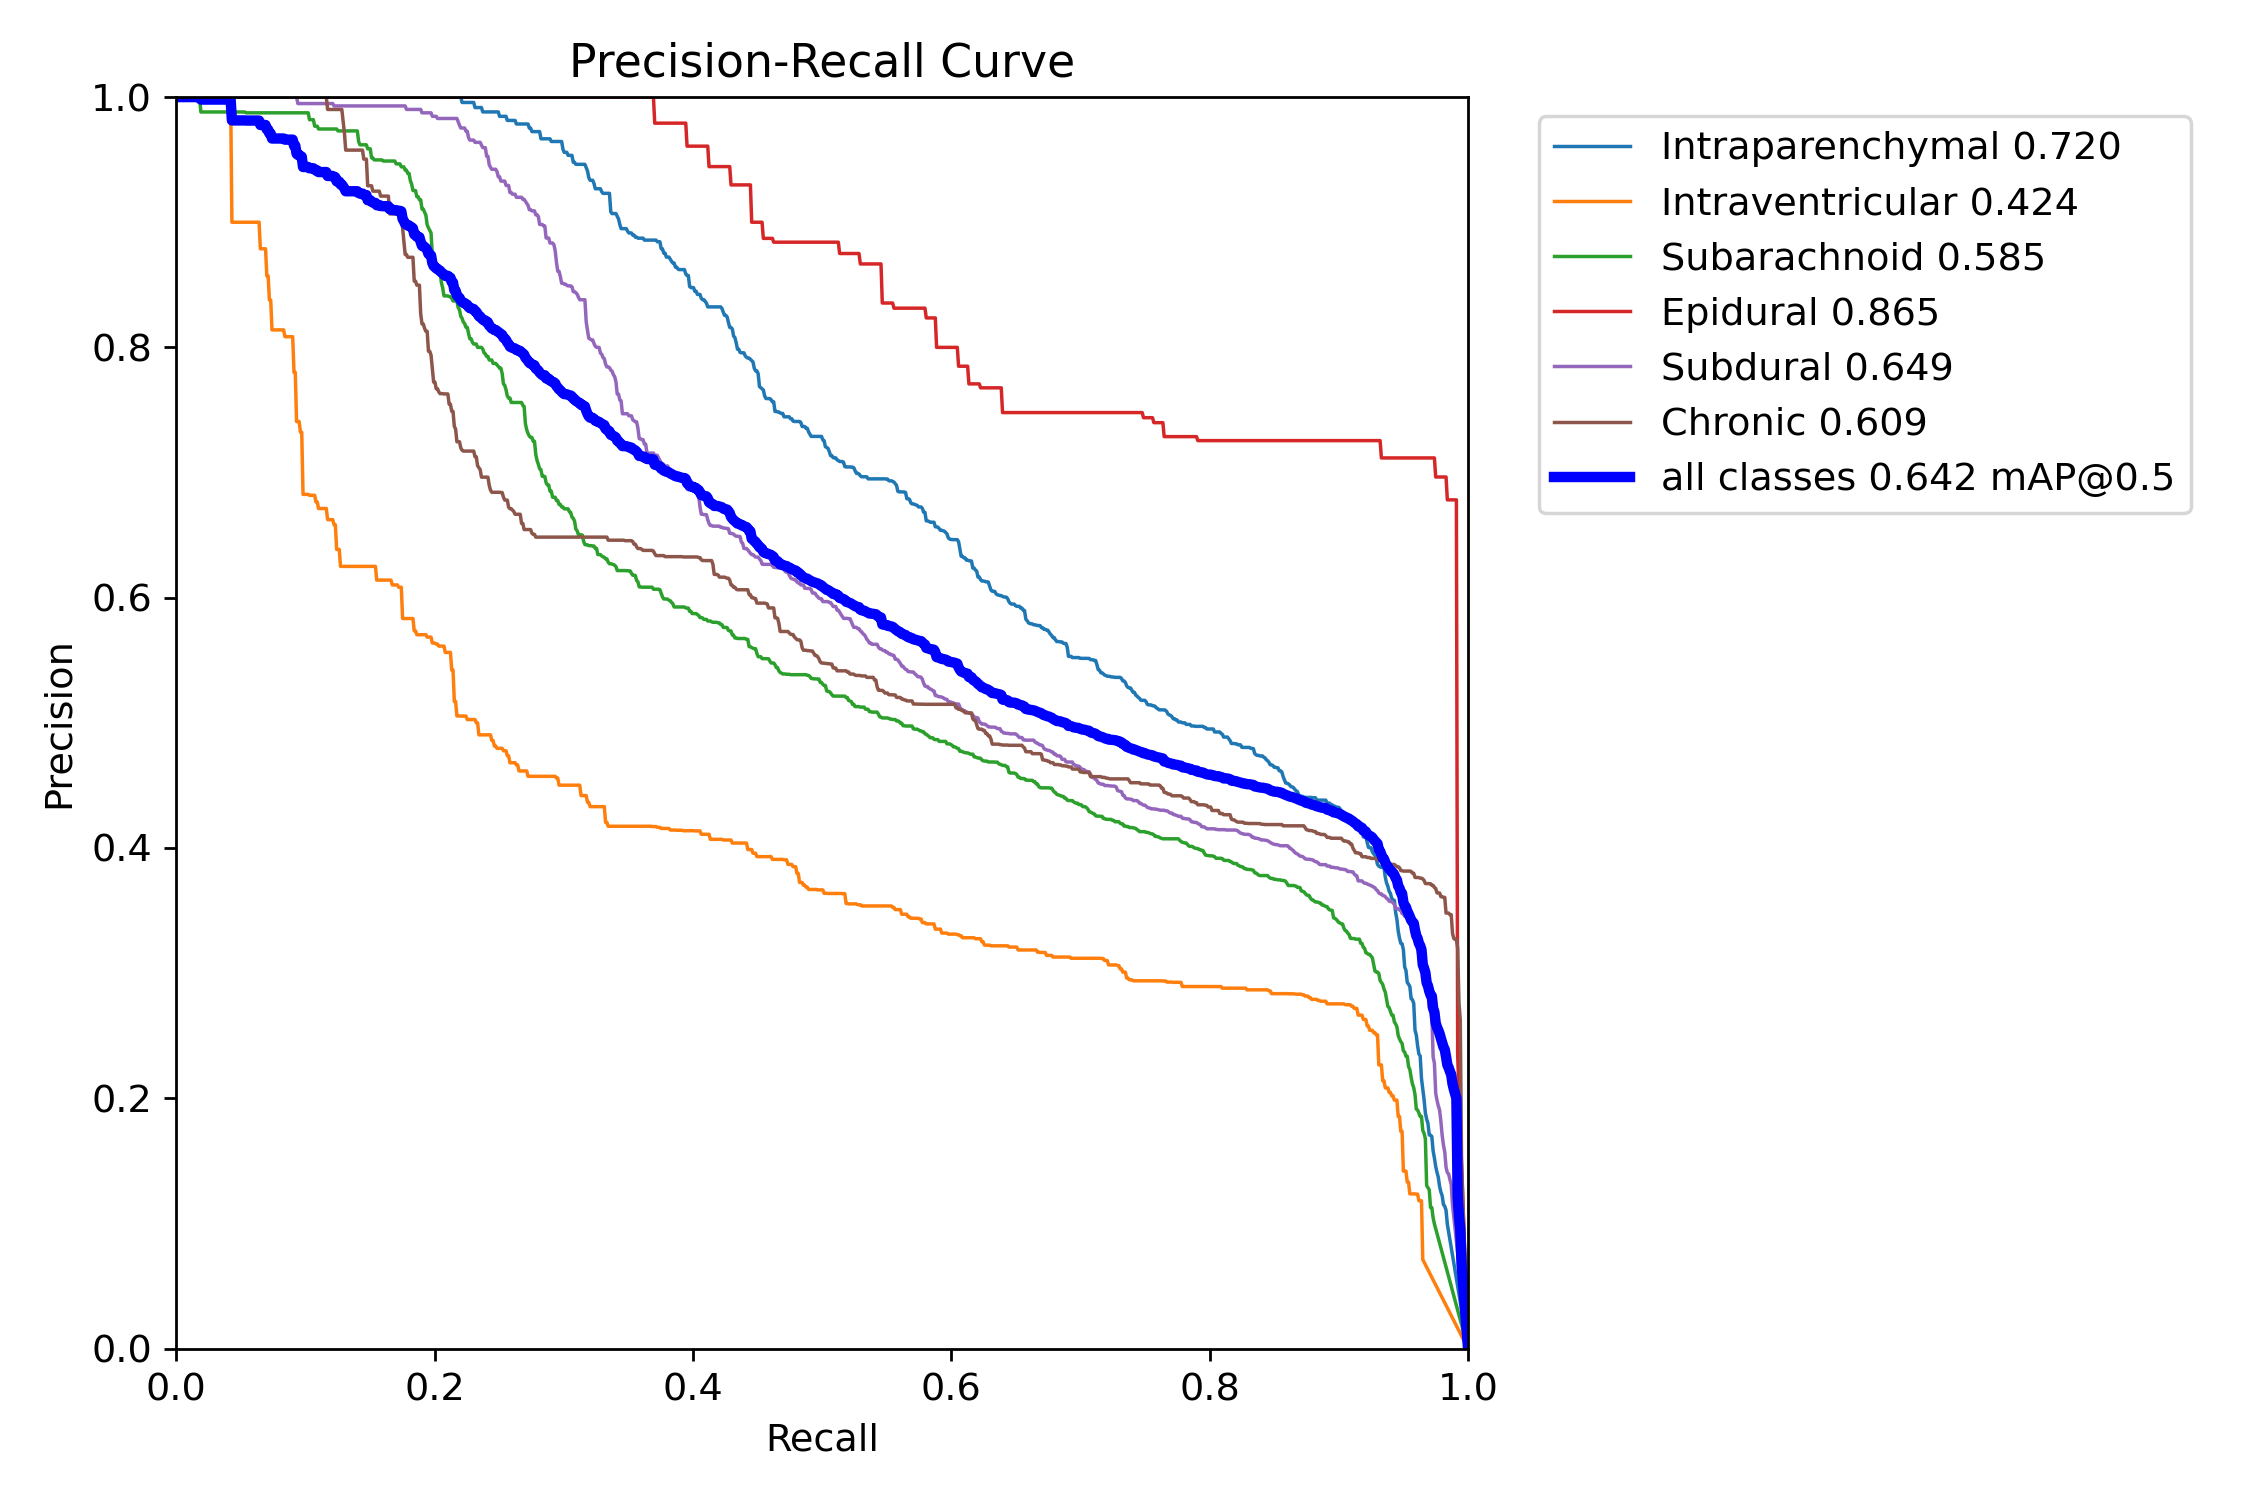 Precision-Recall Curve
1.0
0.8
0.6
0.4
0.2
0.0
Precision
0.0 0.2 0.4 0.6 0.8 1.0
Recall
Intraparenchymal 0.720
Intraventricular 0.424
Subarachnoid 0.585
Epidural 0.865
Subdural 0.649
Chronic 0.609
all classes 0.642 mAP@0.5